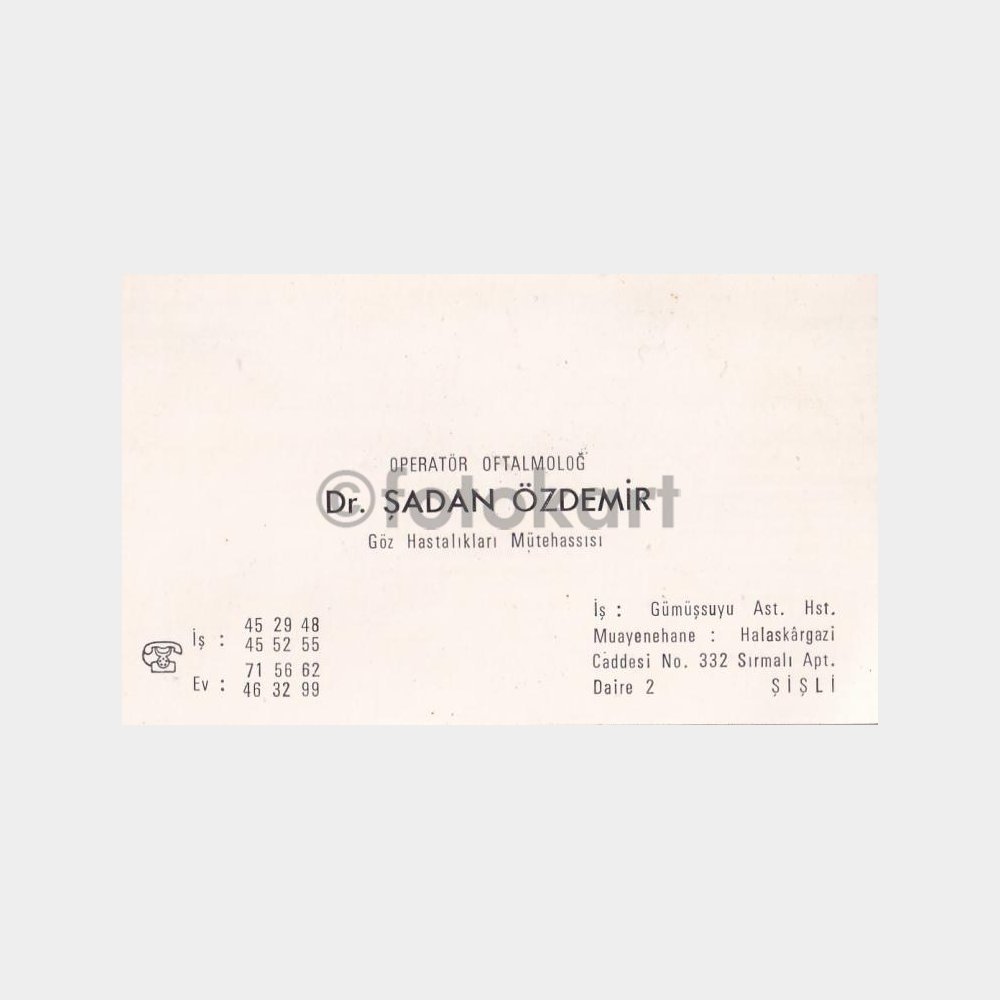 OPERATÖR OFTALMOLOĞ
Dr. ŞADAN ÖZDEMİR
©fotokart
Göz Hastalıkları Mütehassısı
İş : 45 29 48
45 52 55
Ev : 71 56 62
46 32 99
İş : Gümüşsuyu Ast. Hst.
Muayenehane : Halaskârgazi
Caddesi No. 332 Sırmalı Apt.
Daire 2 ŞİŞLİ